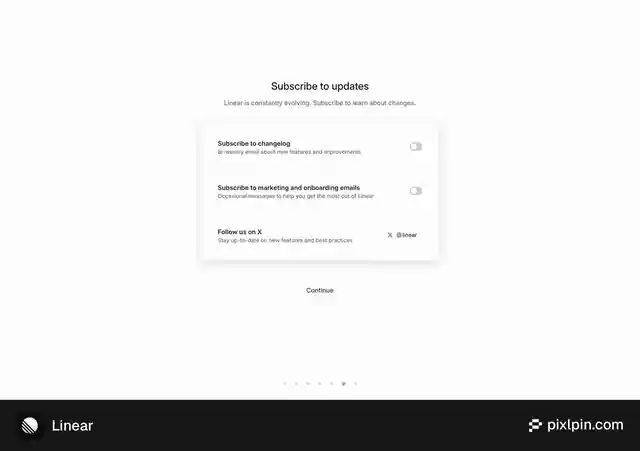 Subscribe to updates
Linear is constantly evolving. Subscribe to learn about changes.
Subscribe to changelog
Bi-weekly email about new features and improvements
Subscribe to marketing and onboarding emails
Occasional messages to help you get the most out of Linear
Follow us on X
Stay up-to-date on new features and best practices
X @linear
Continue
Linear
pixlpin.com